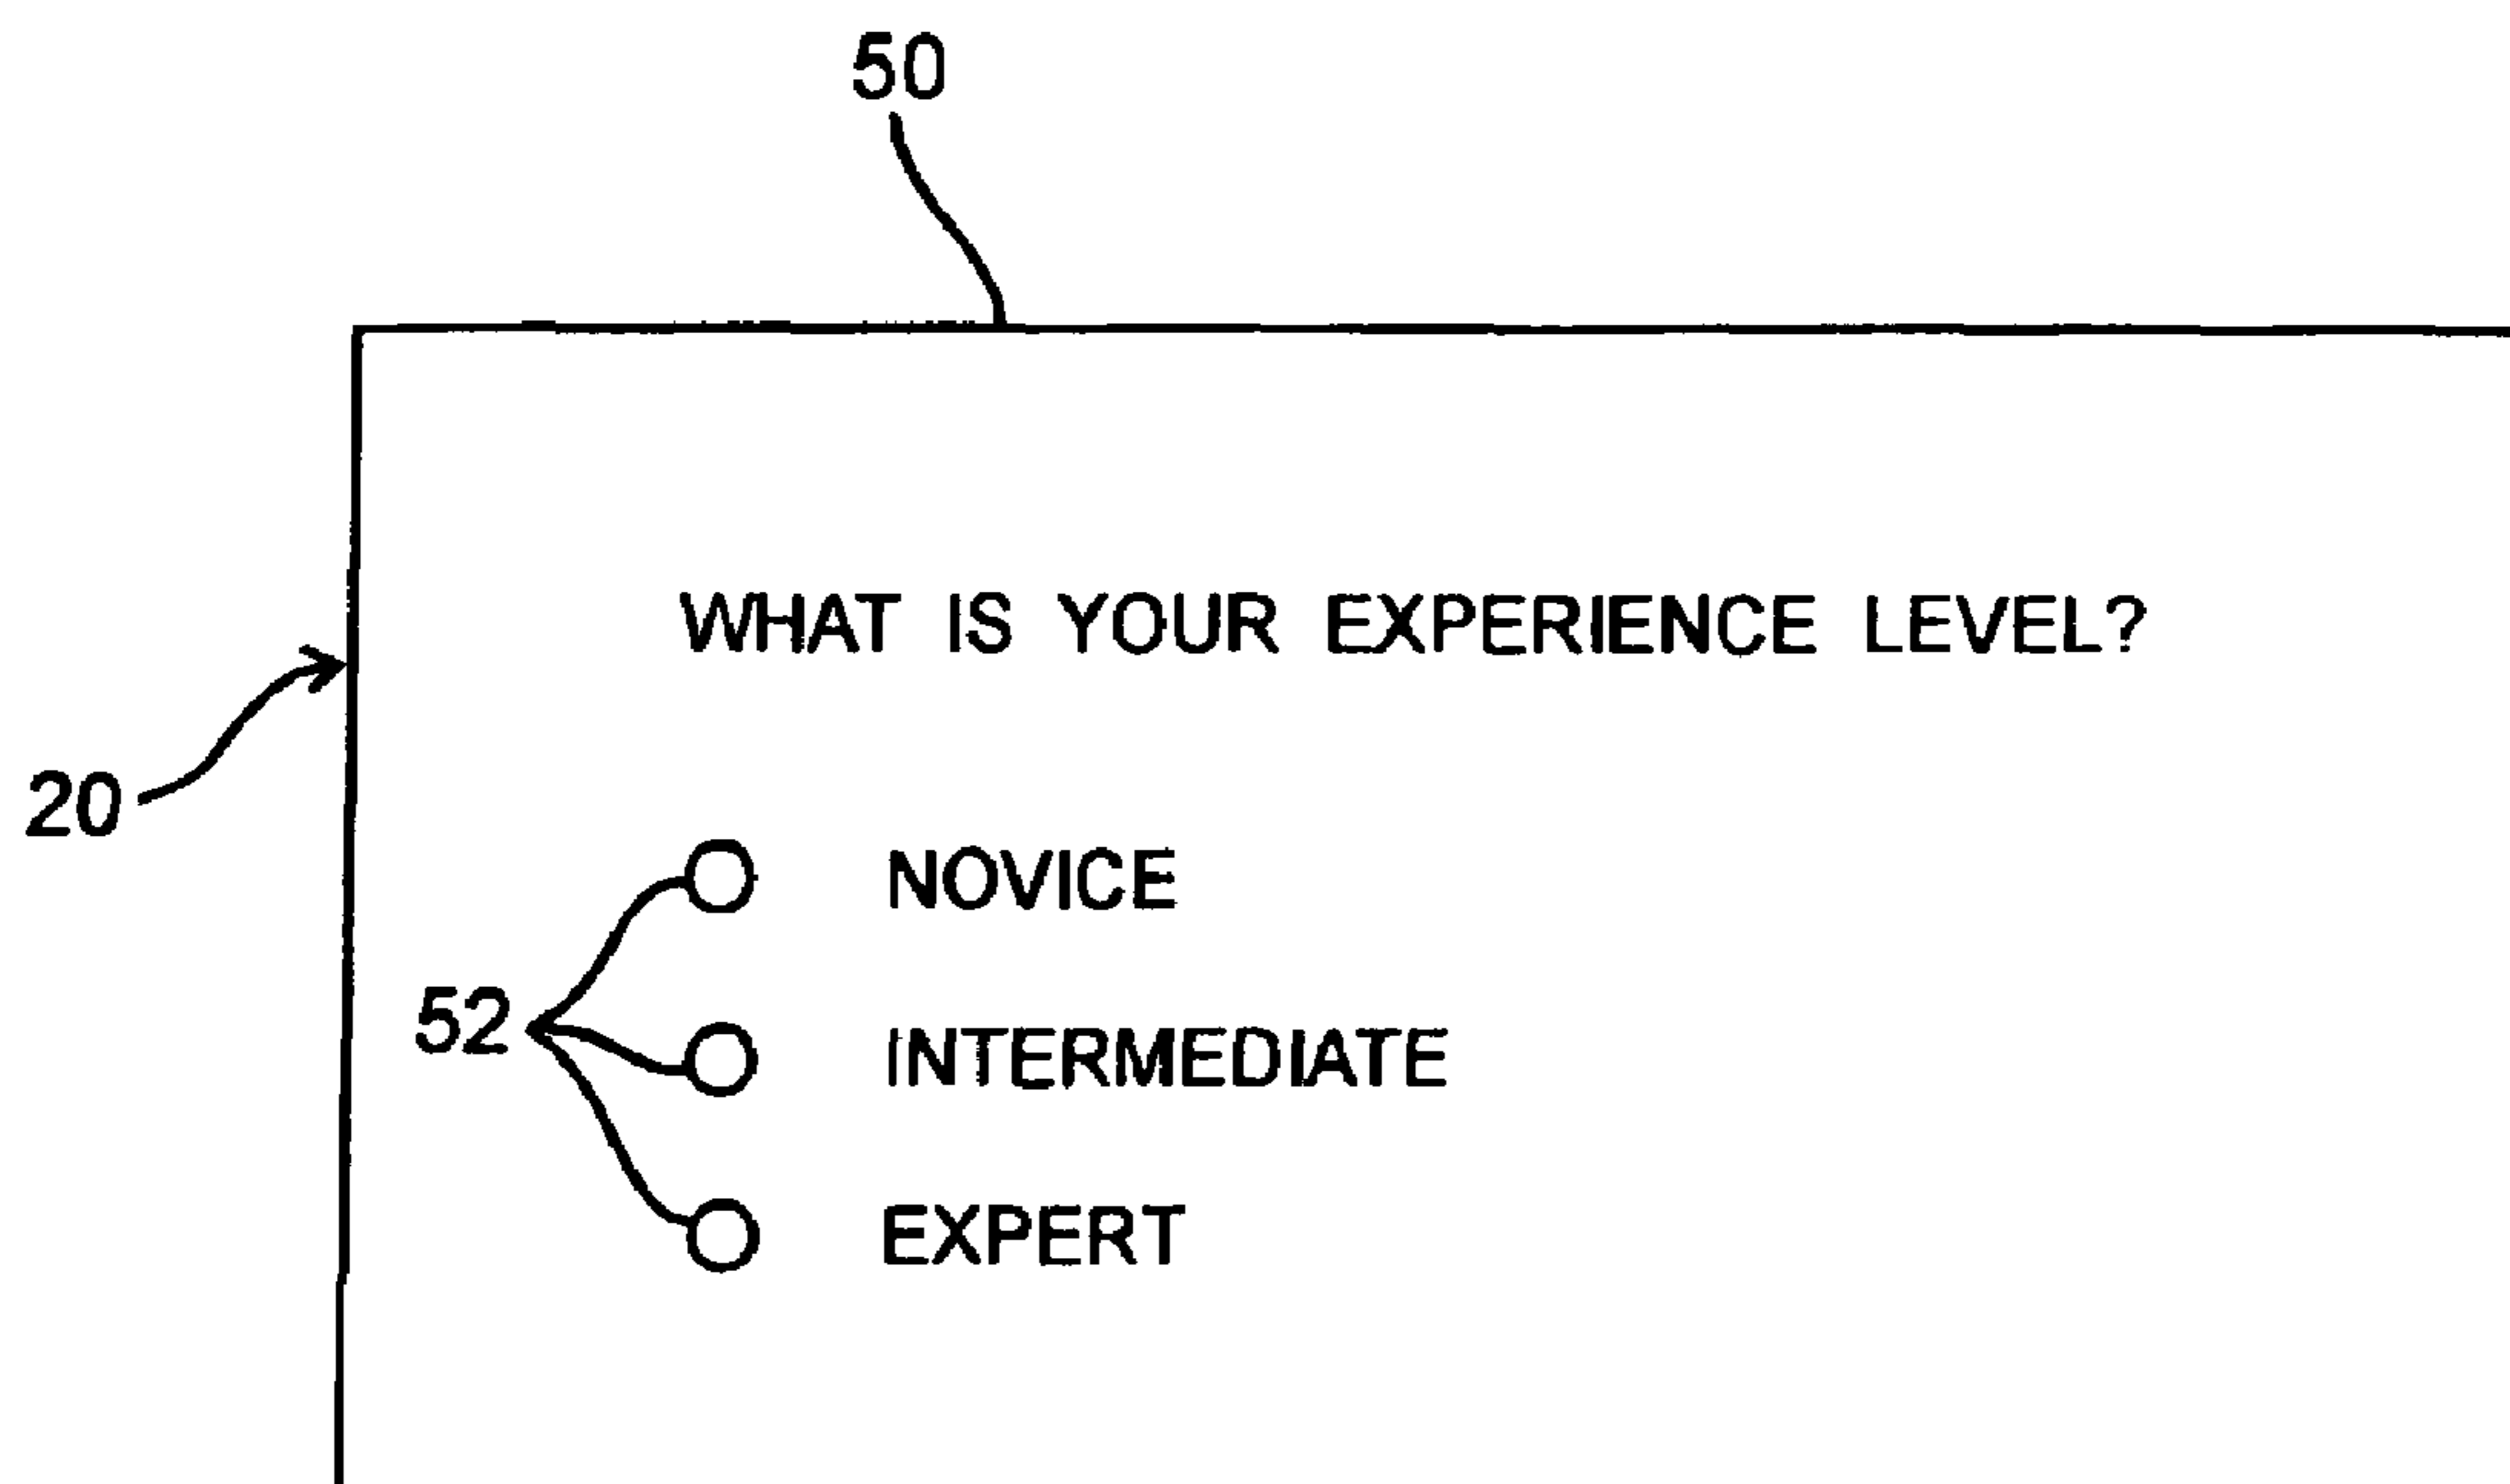 50
WHAT IS YOUR EXPERIENCE LEVEL?
20
NOVICE
52
INTERMEDIATE
EXPERT